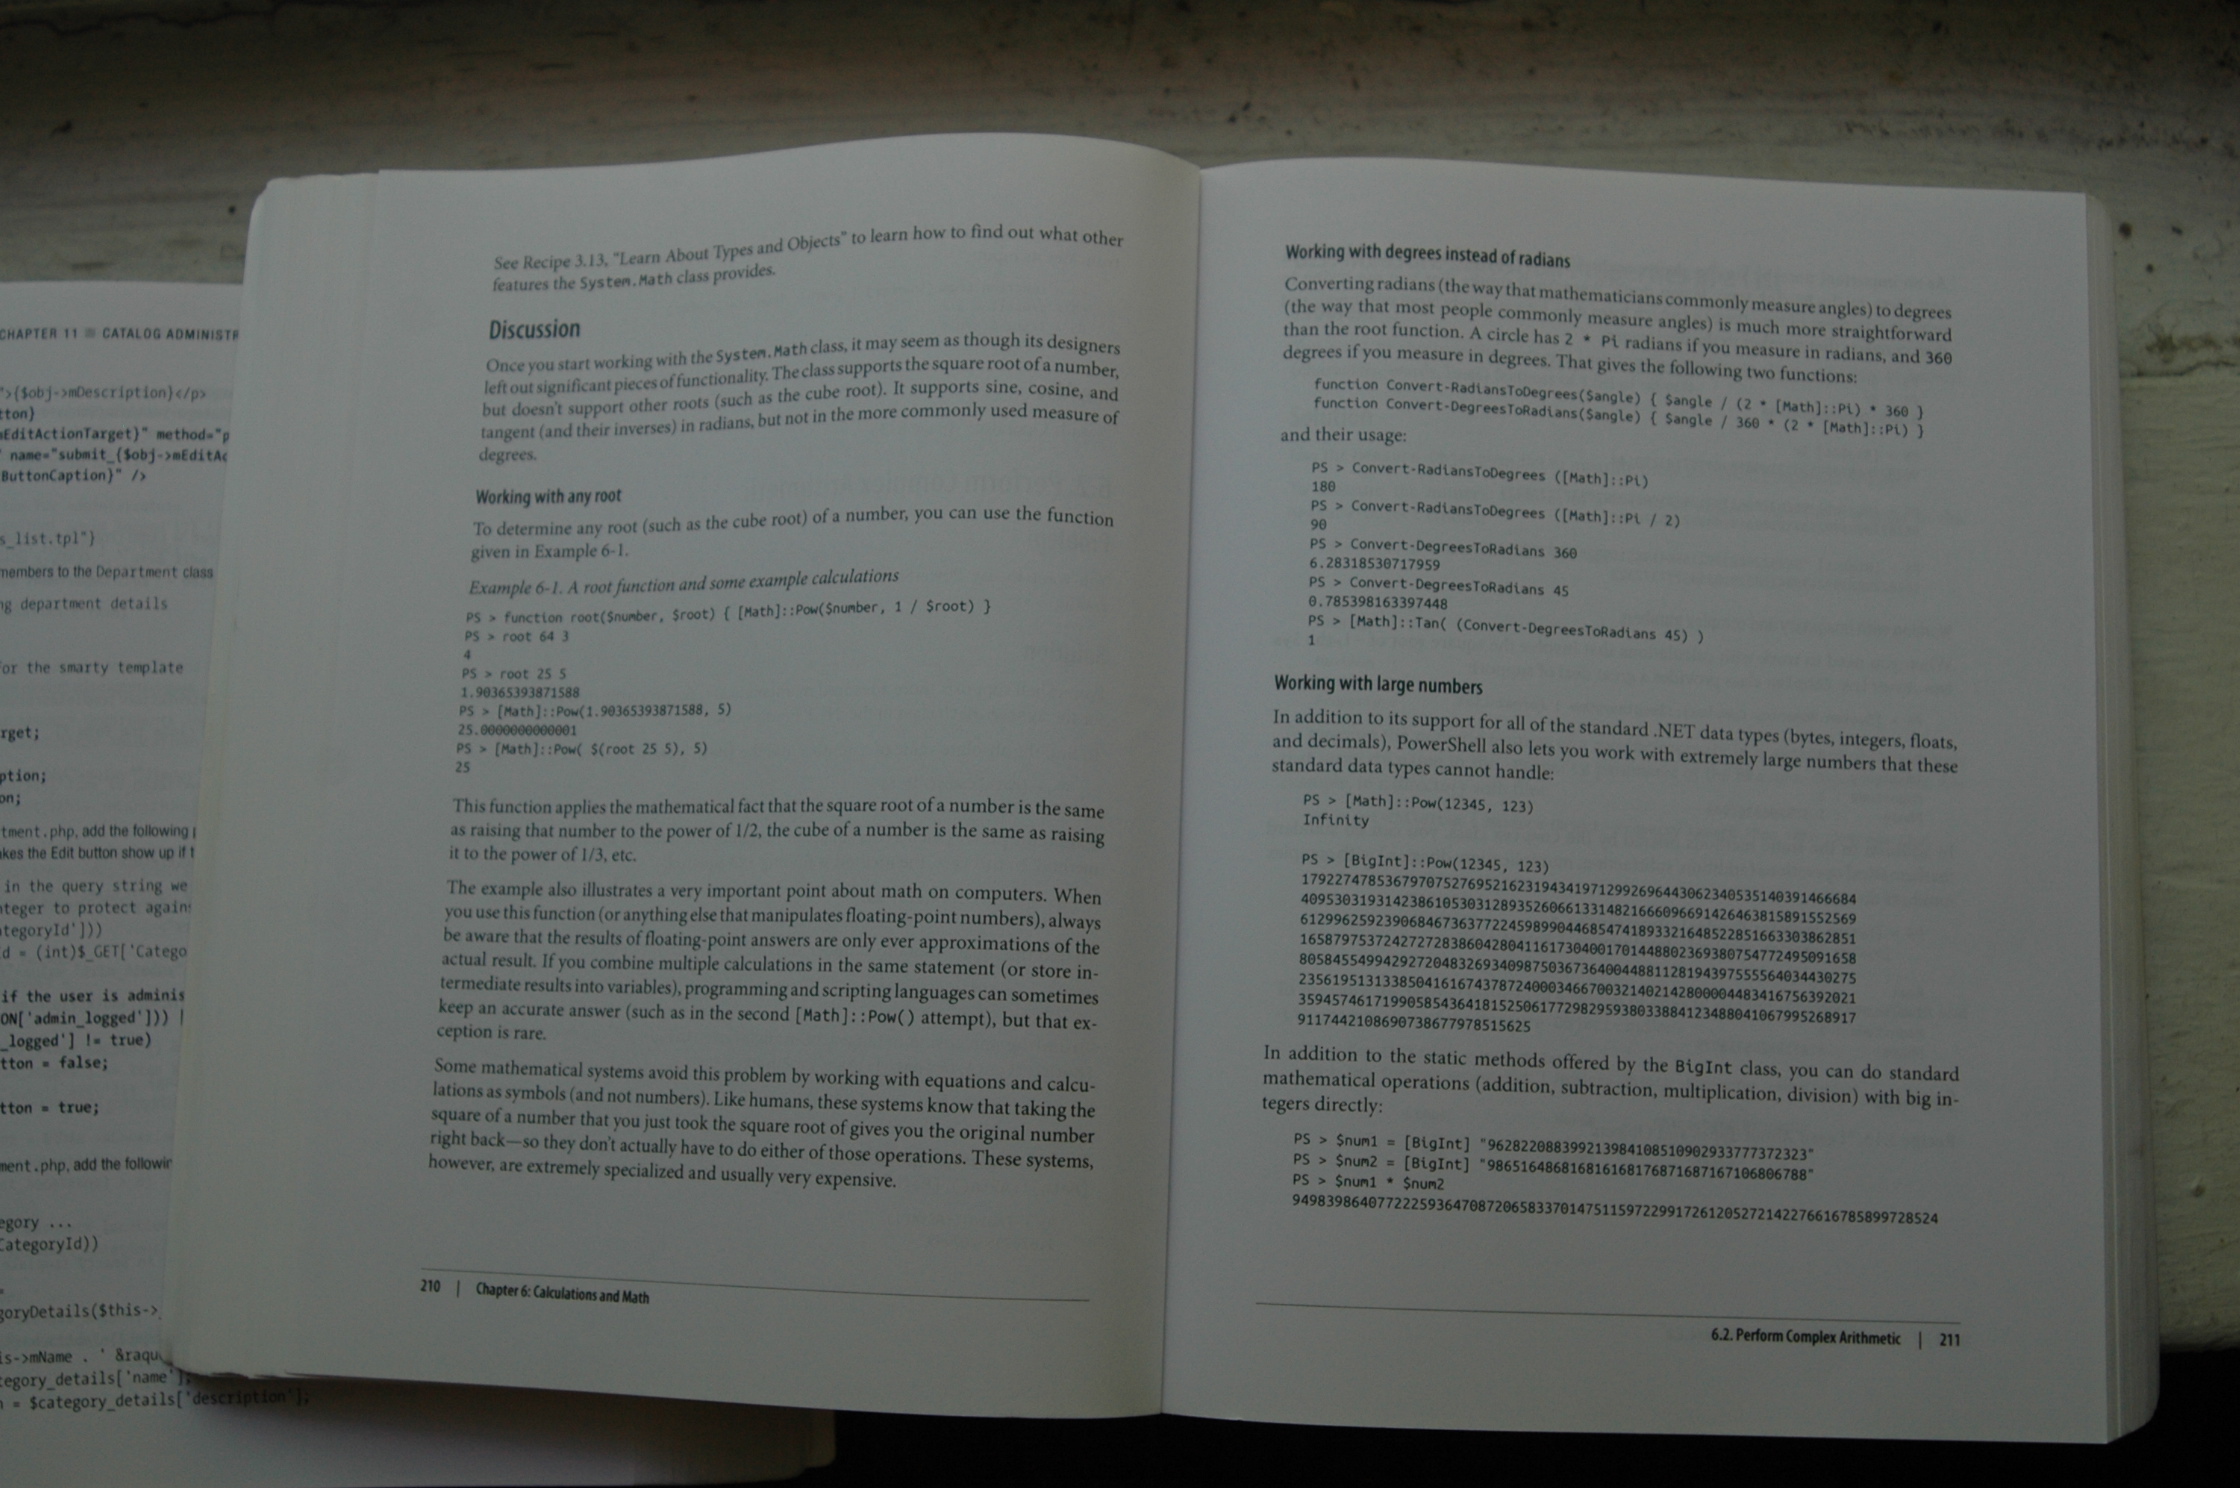 CHAPTER 11 ≡ CATALOG ADMINISTR
">{$obj->mDescription}</p>
tton}
EditActionTarget}" method="p
name="submit_{$obj->mEditAc
ButtonCaption}" />
s_list.tpl"}
members to the Department class
ng department details
or the smarty template
rget;
ption;
on;
tment.php, add the following
kes the Edit button show up if t
in the query string we
nteger to protect agains
ategoryId']))
d = (int)$_GET['Catego
if the user is adminis
ON['admin_logged'])) |
_logged'] != true)
tton = false;
tton = true;
ment.php, add the followin
egory ...
CategoryId))
goryDetails($this->
is->mName . ' &raqu
tegory_details['name'];
= $category_details['description'];
See Recipe 3.13, "Learn About Types and Objects" to learn how to find out what other
features the System.Math class provides.
Discussion
Once you start working with the System.Math class, it may seem as though its designers
left out significant pieces of functionality. The class supports the square root of a number,
but doesn't support other roots (such as the cube root). It supports sine, cosine, and
tangent (and their inverses) in radians, but not in the more commonly used measure of
degrees.
Working with any root
To determine any root (such as the cube root) of a number, you can use the function
given in Example 6-1.
Example 6-1. A root function and some example calculations
PS > function root($number, $root) { [Math]::Pow($number, 1 / $root) }
PS > root 64 3
4
PS > root 25 5
1.90365393871588
PS > [Math]::Pow(1.90365393871588, 5)
25.0000000000001
PS > [Math]::Pow( $(root 25 5), 5)
25
This function applies the mathematical fact that the square root of a number is the same
as raising that number to the power of 1/2, the cube of a number is the same as raising
it to the power of 1/3, etc.
The example also illustrates a very important point about math on computers. When
you use this function (or anything else that manipulates floating-point numbers), always
be aware that the results of floating-point answers are only ever approximations of the
actual result. If you combine multiple calculations in the same statement (or store in-
termediate results into variables), programming and scripting languages can sometimes
keep an accurate answer (such as in the second [Math]::Pow() attempt), but that ex-
ception is rare.
Some mathematical systems avoid this problem by working with equations and calcu-
lations as symbols (and not numbers). Like humans, these systems know that taking the
square of a number that you just took the square root of gives you the original number
right back—so they don't actually have to do either of those operations. These systems,
however, are extremely specialized and usually very expensive.
210 | Chapter 6: Calculations and Math
Working with degrees instead of radians
Converting radians (the way that mathematicians commonly measure angles) to degrees
(the way that most people commonly measure angles) is much more straightforward
than the root function. A circle has 2 * Pi radians if you measure in radians, and 360
degrees if you measure in degrees. That gives the following two functions:
function Convert-RadiansToDegrees($angle) { $angle / (2 * [Math]::Pi) * 360 }
function Convert-DegreesToRadians($angle) { $angle / 360 * (2 * [Math]::Pi) }
and their usage:
PS > Convert-RadiansToDegrees ([Math]::Pi)
180
PS > Convert-RadiansToDegrees ([Math]::Pi / 2)
90
PS > Convert-DegreesToRadians 360
6.28318530717959
PS > Convert-DegreesToRadians 45
0.785398163397448
PS > [Math]::Tan( (Convert-DegreesToRadians 45) )
1
Working with large numbers
In addition to its support for all of the standard .NET data types (bytes, integers, floats,
and decimals), PowerShell also lets you work with extremely large numbers that these
standard data types cannot handle:
PS > [Math]::Pow(12345, 123)
Infinity
PS > [BigInt]::Pow(12345, 123)
17922747853679707527695216231943419712992696443062340535140391466684
40953031931423861053031289352606613314821666096691426463815891552569
61299625923906846736377224598990446854741893321648522851663303862851
16587975372427272838604280411617304001701448802369380754772495091658
80584554994292720483269340987503673640044881128194397555564034430275
23561951313385041616743787240003466700321402142800004483416756392021
35945746171990585436418152506177298295938033884123488041067995268917
9117442108690738677978515625
In addition to the static methods offered by the BigInt class, you can do standard
mathematical operations (addition, subtraction, multiplication, division) with big in-
tegers directly:
PS > $num1 = [BigInt] "962822088399213984108510902933777372323"
PS > $num2 = [BigInt] "986516486816816168176871687167106806788"
PS > $num1 * $num2
949839864077222593647087206583370147511597229917261205272142276616785899728524
6.2. Perform Complex Arithmetic | 211